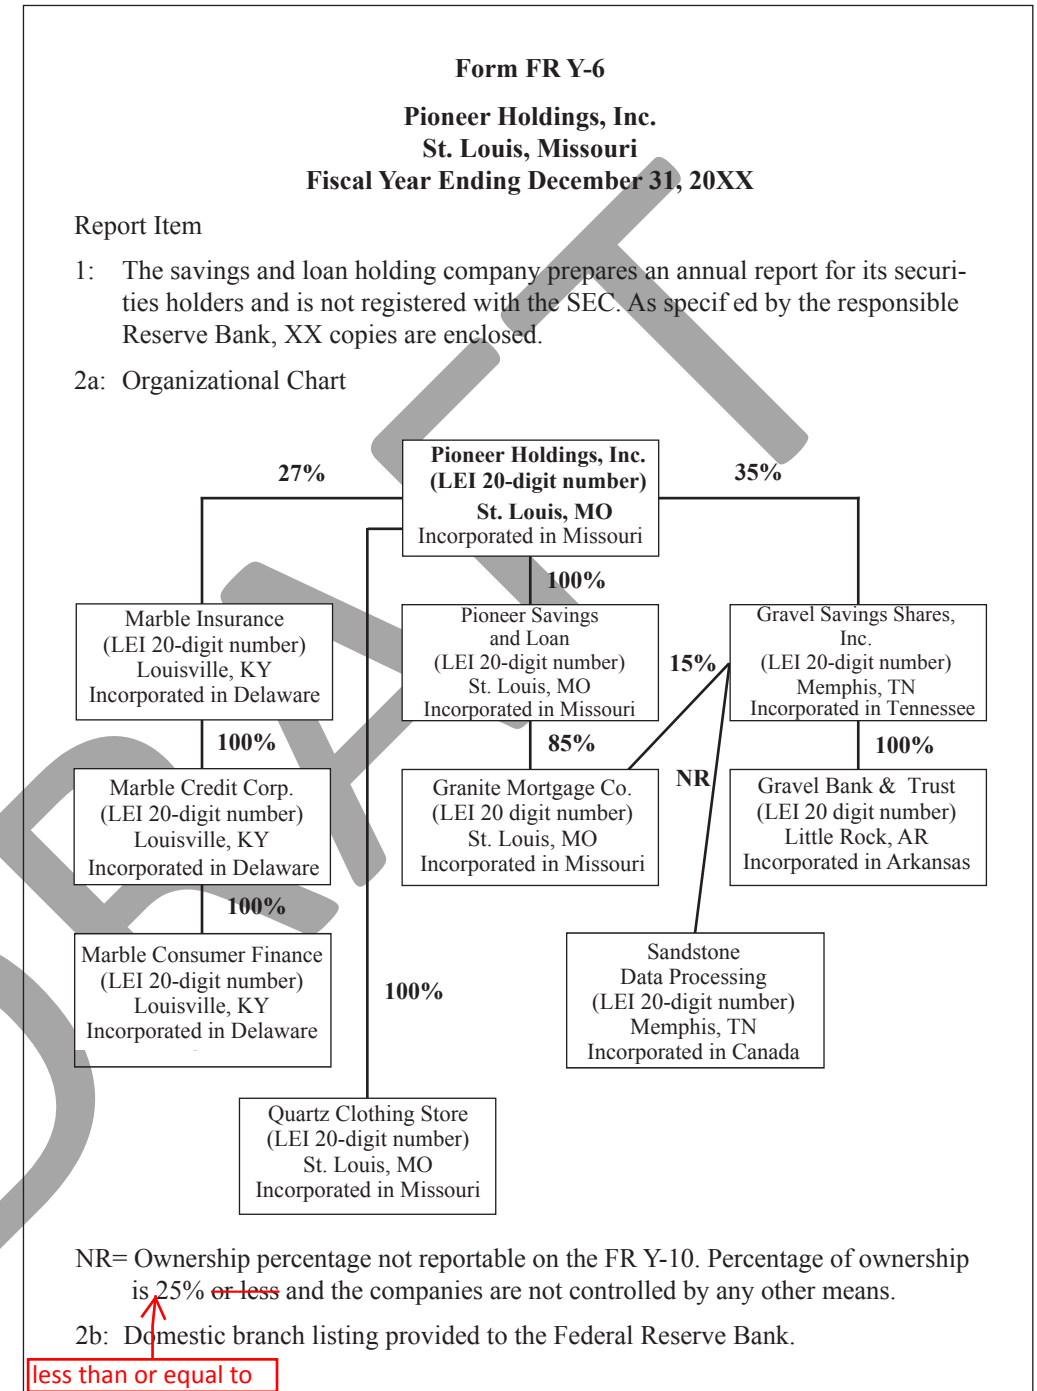 Form FR Y-6
Pioneer Holdings, Inc.
St. Louis, Missouri
Fiscal Year Ending December 31, 20XX
Report Item
1: The savings and loan holding company prepares an annual report for its securi-
ties holders and is not registered with the SEC. As specif ed by the responsible
Reserve Bank, XX copies are enclosed.
2a: Organizational Chart
Pioneer Holdings, Inc.
(LEI 20-digit number)
St. Louis, MO
Incorporated in Missouri
27%
35%
100%
Marble Insurance
(LEI 20-digit number)
Louisville, KY
Incorporated in Delaware
Pioneer Savings
and Loan
(LEI 20-digit number)
St. Louis, MO
Incorporated in Missouri
15%
Gravel Savings Shares,
Inc.
(LEI 20-digit number)
Memphis, TN
Incorporated in Tennessee
100%
85%
NR
100%
Marble Credit Corp.
(LEI 20-digit number)
Louisville, KY
Incorporated in Delaware
Granite Mortgage Co.
(LEI 20 digit number)
St. Louis, MO
Incorporated in Missouri
Gravel Bank & Trust
(LEI 20 digit number)
Little Rock, AR
Incorporated in Arkansas
100%
Marble Consumer Finance
(LEI 20-digit number)
Louisville, KY
Incorporated in Delaware
100%
Sandstone
Data Processing
(LEI 20-digit number)
Memphis, TN
Incorporated in Canada
Quartz Clothing Store
(LEI 20-digit number)
St. Louis, MO
Incorporated in Missouri
NR= Ownership percentage not reportable on the FR Y-10. Percentage of ownership
is 25% or less and the companies are not controlled by any other means.
2b: Domestic branch listing provided to the Federal Reserve Bank.
less than or equal to
DRAFT